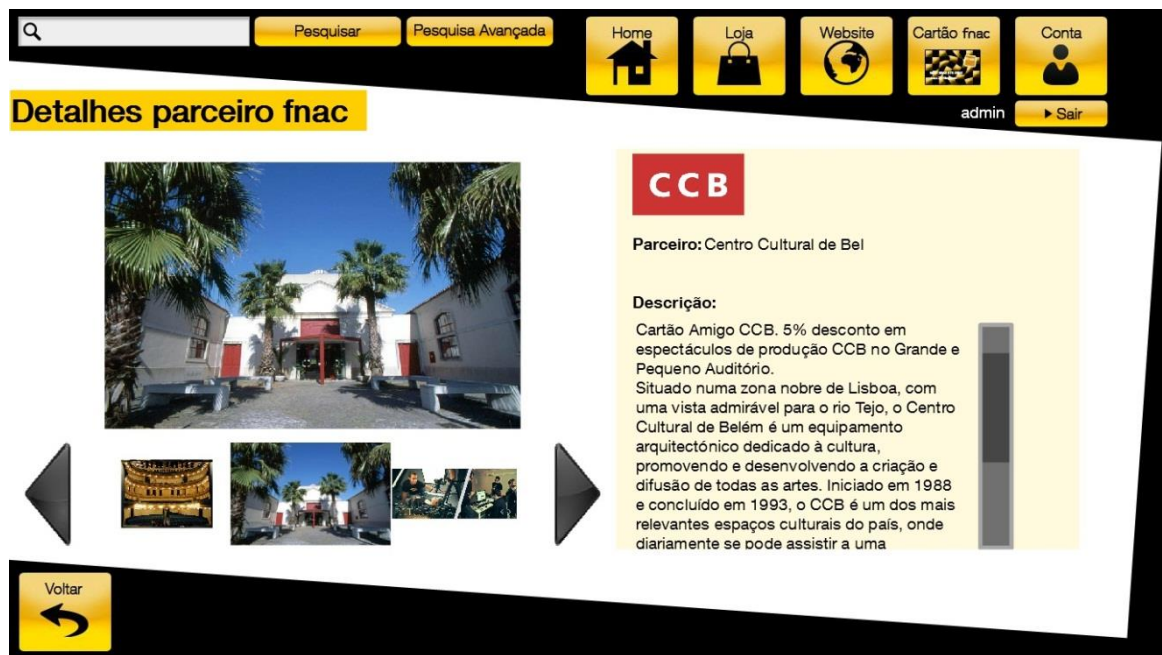 Pesquisar
Pesquisa Avançada
Home
Loja
Website
Cartão fnac
Conta
admin
Sair
Detalhes parceiro fnac
CCB
Parceiro: Centro Cultural de Bel
Descrição:
Cartão Amigo CCB. 5% desconto em
espectáculos de produção CCB no Grande e
Pequeno Auditório.
Situado numa zona nobre de Lisboa, com
uma vista admirável para o rio Tejo, o Centro
Cultural de Belém é um equipamento
arquitectónico dedicado à cultura,
promovendo e desenvolvendo a criação e
difusão de todas as artes. Iniciado em 1988
e concluído em 1993, o CCB é um dos mais
relevantes espaços culturais do país, onde
diariamente se pode assistir a uma
Voltar